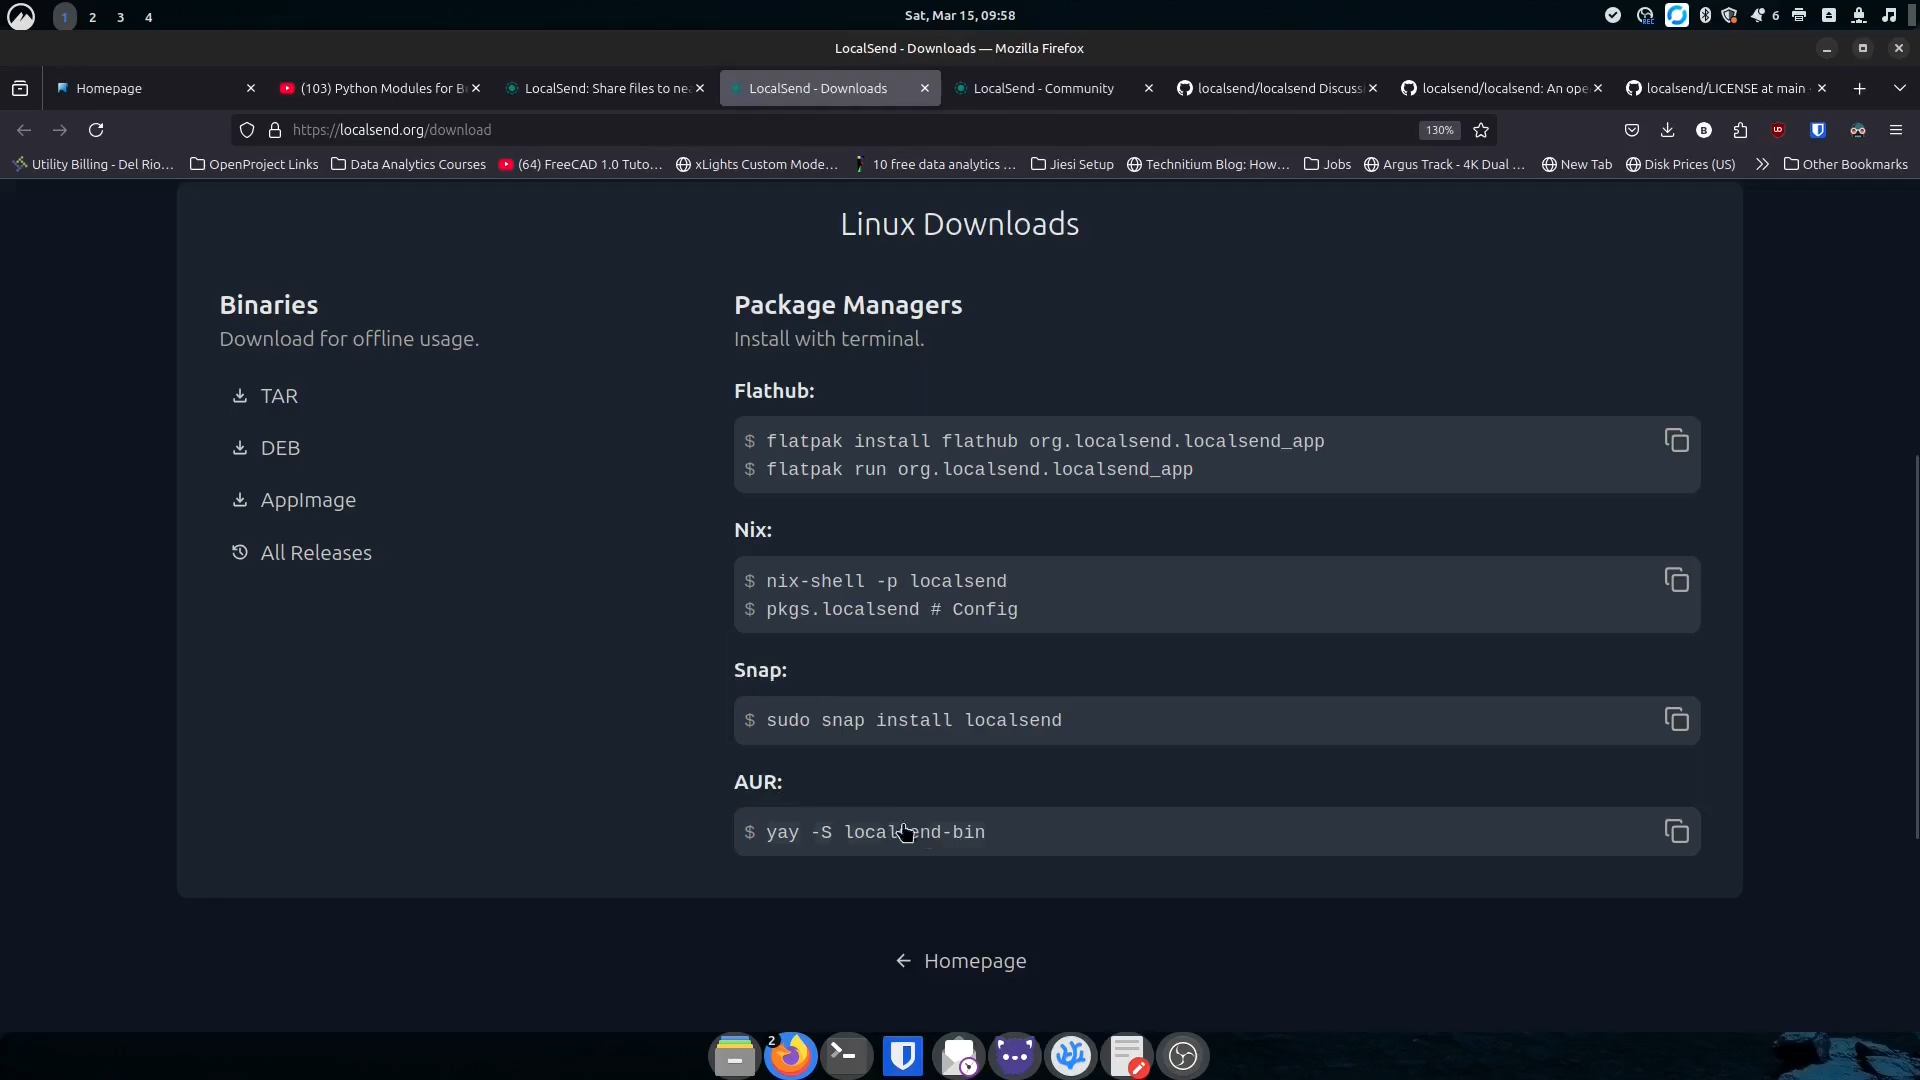 1 2 3 4
Sat, Mar 15, 09:58
REC
6
LocalSend - Downloads — Mozilla Firefox
Homepage
(103) Python Modules for B
LocalSend: Share files to ne
LocalSend - Downloads
LocalSend - Community
localsend/localsend Discuss
localsend/localsend: An ope
localsend/LICENSE at main
https://localsend.org/download
130%
B
UD
Utility Billing - Del Rio...
OpenProject Links
Data Analytics Courses
(64) FreeCAD 1.0 Tuto...
xLights Custom Mode...
10 free data analytics ...
Jiesi Setup
Technitium Blog: How...
Jobs
Argus Track - 4K Dual ...
New Tab
Disk Prices (US)
Other Bookmarks
Linux Downloads
Binaries
Download for offline usage.
TAR
DEB
AppImage
All Releases
Package Managers
Install with terminal.
Flathub:
$ flatpak install flathub org.localsend.localsend_app
$ flatpak run org.localsend.localsend_app
Nix:
$ nix-shell -p localsend
$ pkgs.localsend # Config
Snap:
$ sudo snap install localsend
AUR:
$ yay -S localsend-bin
← Homepage
2